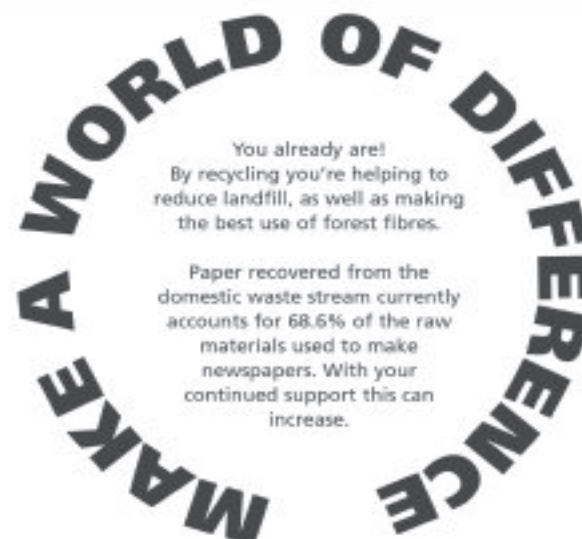 MAKE A WORLD OF DIFFERENCE
You already are!
By recycling you're helping to
reduce landfill, as well as making
the best use of forest fibres.
Paper recovered from the
domestic waste stream currently
accounts for 68.6% of the raw
materials used to make
newspapers. With your
continued support this can
increase.